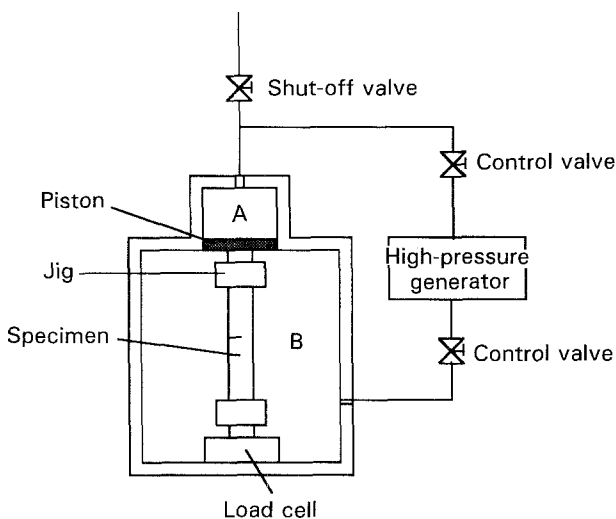 Shut-off valve
Control valve
Piston
A
High-pressure
generator
Jig
Specimen
B
Control valve
Load cell